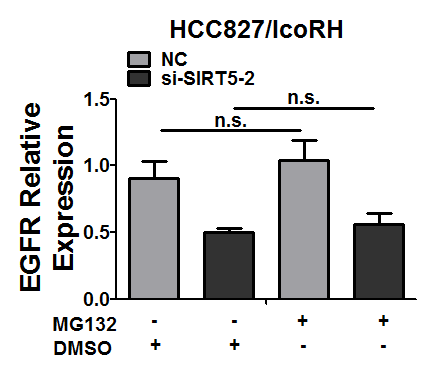 HCC827/IcoRH
NC
si-SIRT5-2
EGFR Relative
Expression
1.5
1.0
0.5
0.0
n.s.
n.s.
MG132 - - + +
DMSO + + - -